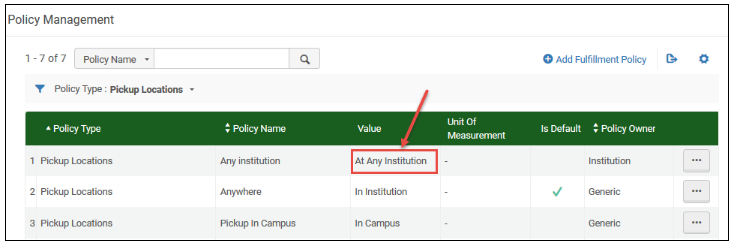 Policy Management
1 - 7 of 7 Policy Name
Add Fulfillment Policy
Policy Type : Pickup Locations
Policy Type Policy Name Value Unit Of Measurement Is Default Policy Owner
1 Pickup Locations Any institution At Any Institution - Institution
2 Pickup Locations Anywhere In Institution - Generic
3 Pickup Locations Pickup In Campus In Campus - Generic